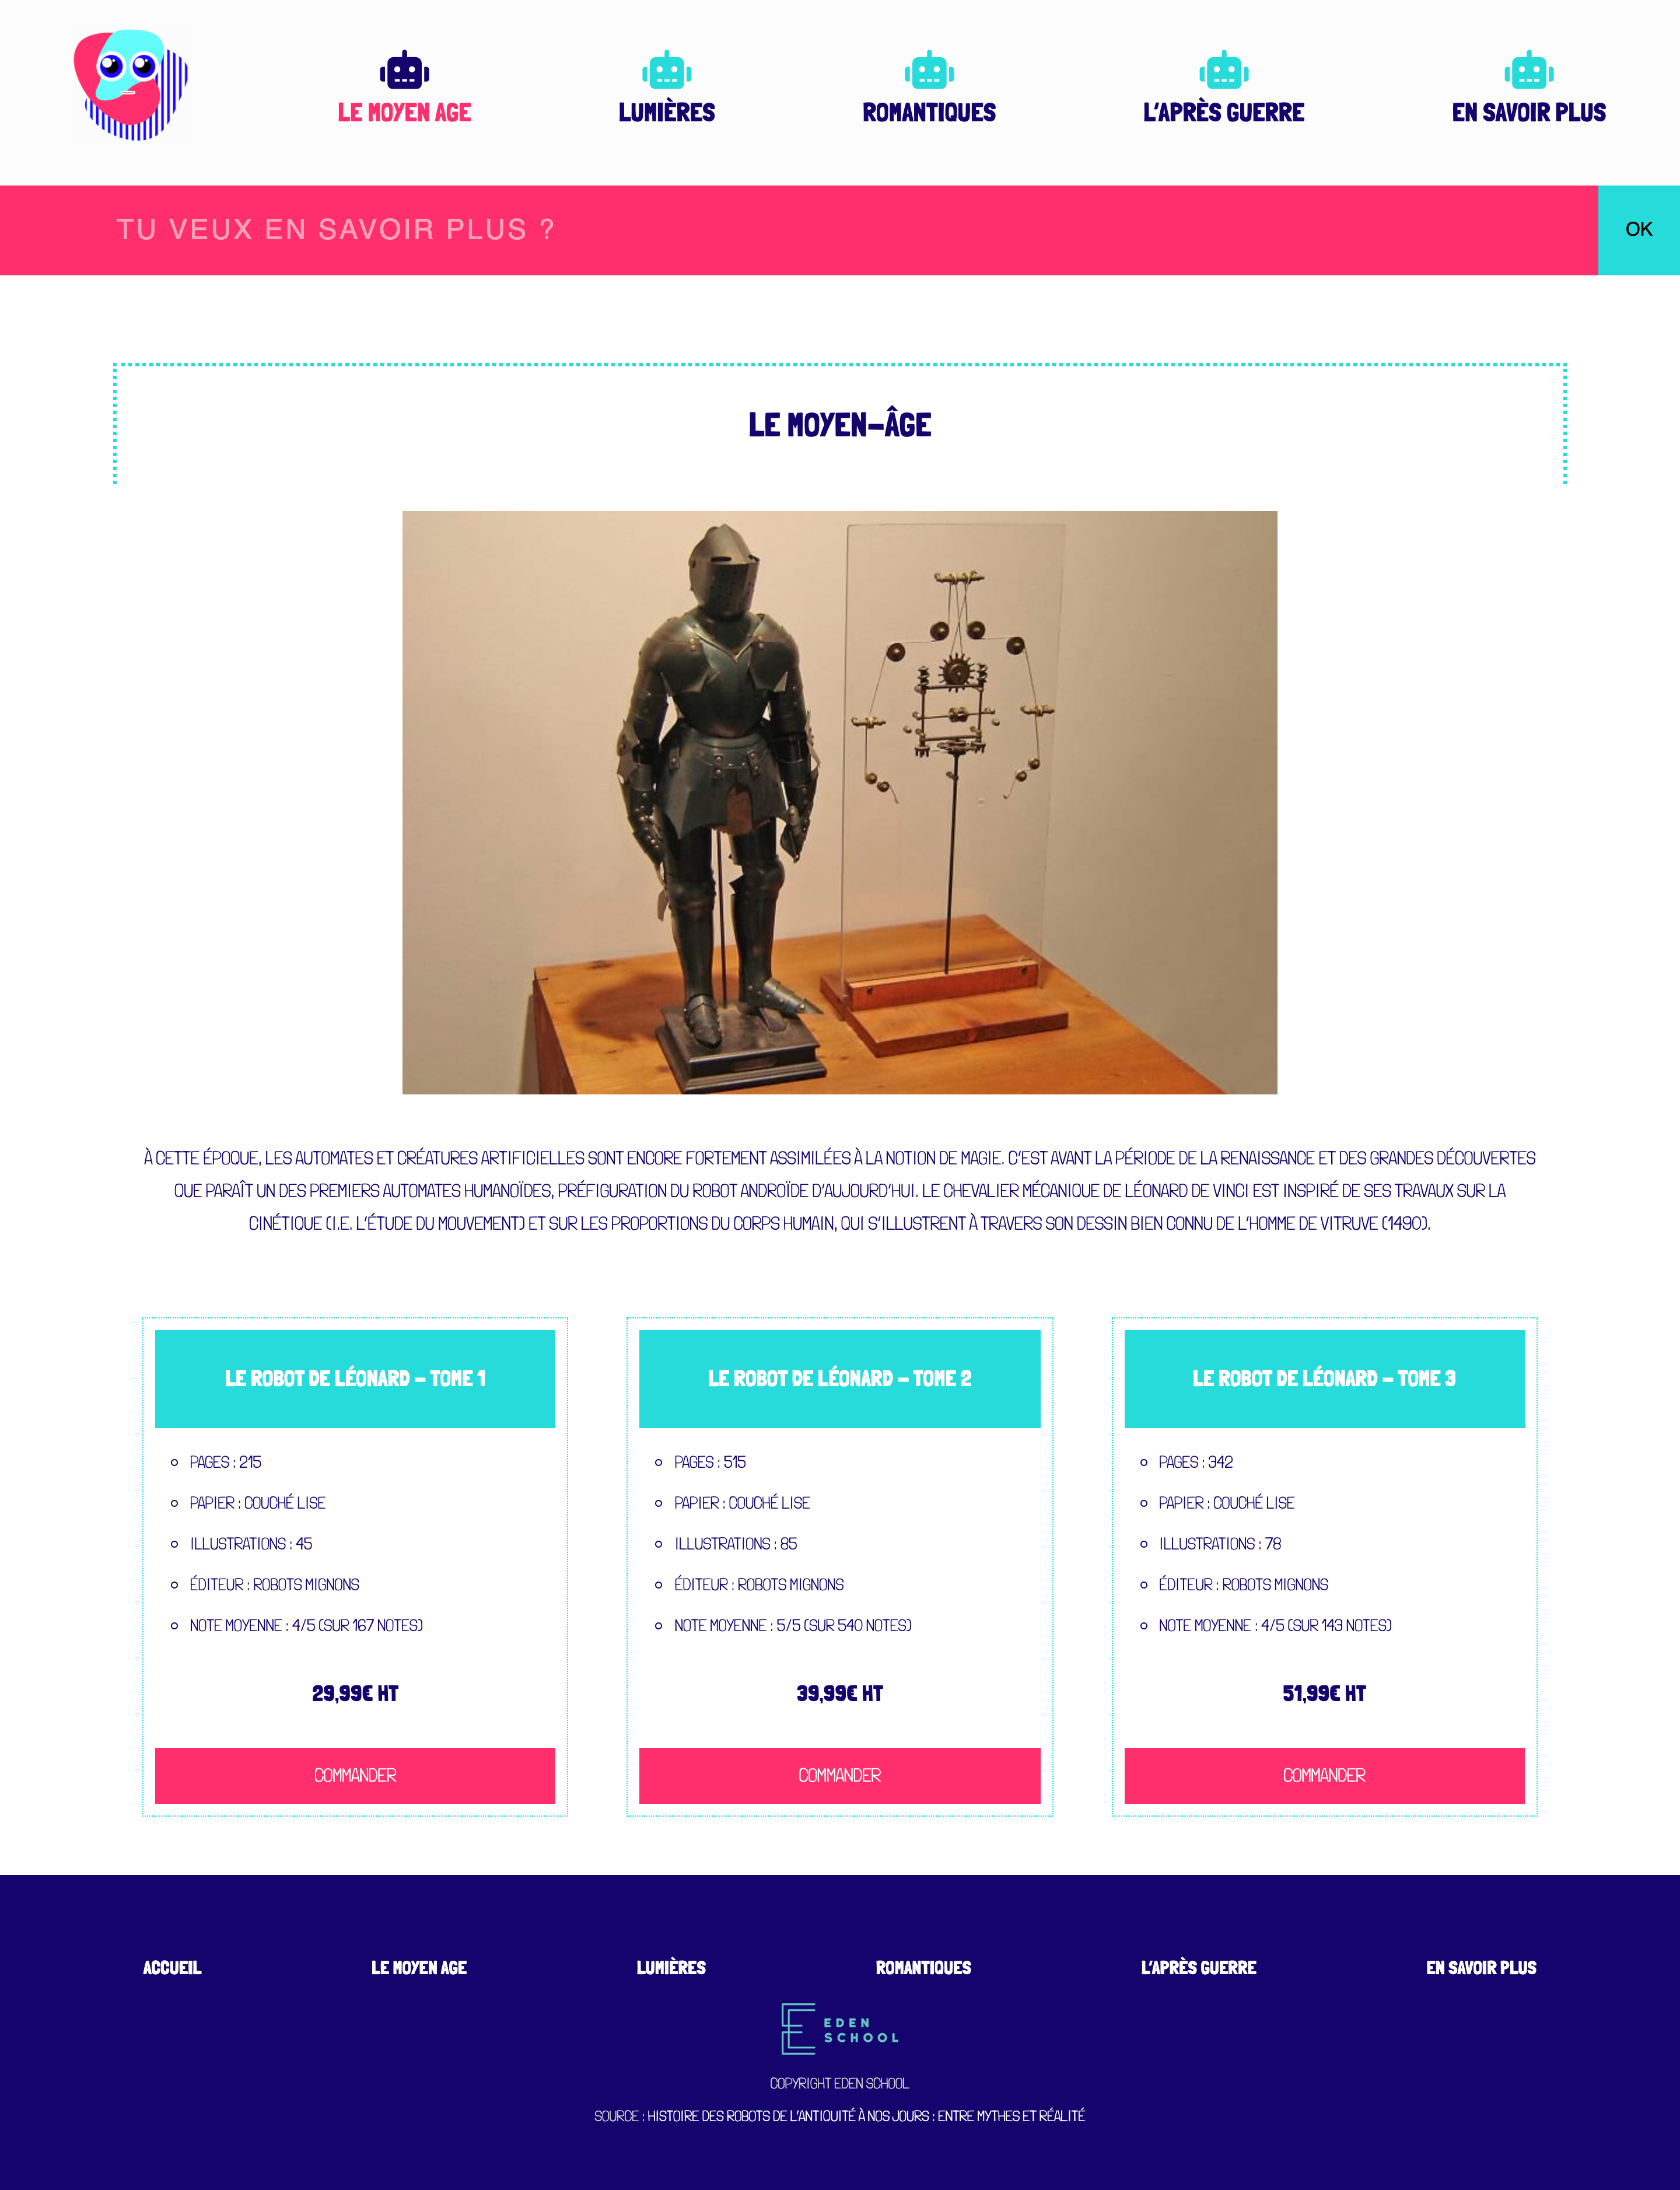 LE MOYEN AGE
LUMIÈRES
ROMANTIQUES
L'APRÈS GUERRE
EN SAVOIR PLUS
TU VEUX EN SAVOIR PLUS ?
OK
LE MOYEN-ÂGE
À CETTE ÉPOQUE, LES AUTOMATES ET CRÉATURES ARTIFICIELLES SONT ENCORE FORTEMENT ASSIMILÉES À LA NOTION DE MAGIE. C'EST AVANT LA PÉRIODE DE LA RENAISSANCE ET DES GRANDES DÉCOUVERTES
QUE PARAÎT UN DES PREMIERS AUTOMATES HUMANOÏDES, PRÉFIGURATION DU ROBOT ANDROÏDE D'AUJOURD'HUI. LE CHEVALIER MÉCANIQUE DE LÉONARD DE VINCI EST INSPIRÉ DE SES TRAVAUX SUR LA
CINÉTIQUE (I.E. L'ÉTUDE DU MOUVEMENT) ET SUR LES PROPORTIONS DU CORPS HUMAIN, QUI S'ILLUSTRENT À TRAVERS SON DESSIN BIEN CONNU DE L'HOMME DE VITRUVE (1490).
LE ROBOT DE LÉONARD - TOME 1
PAGES : 215
PAPIER : COUCHÉ LISE
ILLUSTRATIONS : 45
ÉDITEUR : ROBOTS MIGNONS
NOTE MOYENNE : 4/5 (SUR 167 NOTES)
29,99€ HT
COMMANDER
LE ROBOT DE LÉONARD - TOME 2
PAGES : 515
PAPIER : COUCHÉ LISE
ILLUSTRATIONS : 85
ÉDITEUR : ROBOTS MIGNONS
NOTE MOYENNE : 5/5 (SUR 540 NOTES)
39,99€ HT
COMMANDER
LE ROBOT DE LÉONARD - TOME 3
PAGES : 342
PAPIER : COUCHÉ LISE
ILLUSTRATIONS : 78
ÉDITEUR : ROBOTS MIGNONS
NOTE MOYENNE : 4/5 (SUR 143 NOTES)
51,99€ HT
COMMANDER
ACCUEIL
LE MOYEN AGE
LUMIÈRES
ROMANTIQUES
L'APRÈS GUERRE
EN SAVOIR PLUS
EDEN
SCHOOL
COPYRIGHT EDEN SCHOOL
SOURCE : HISTOIRE DES ROBOTS DE L'ANTIQUITÉ À NOS JOURS : ENTRE MYTHES ET RÉALITÉ